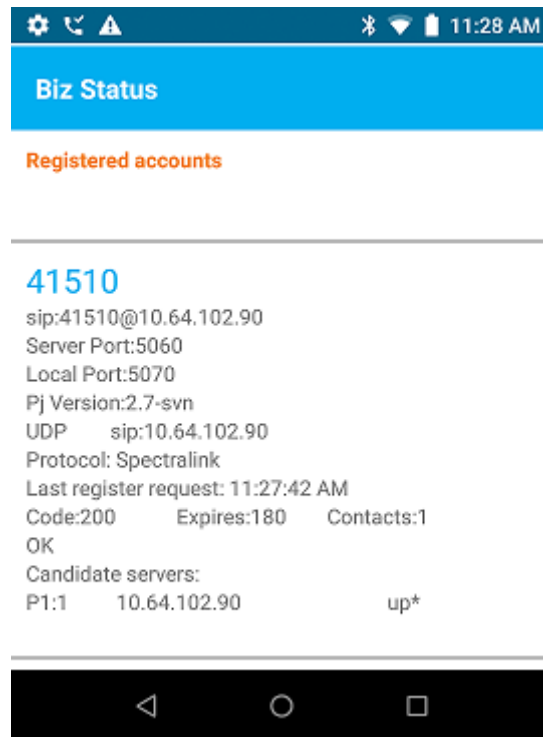 11:28 AM
Biz Status
Registered accounts
41510
sip:41510@10.64.102.90
Server Port:5060
Local Port:5070
Pj Version:2.7-svn
UDP sip:10.64.102.90
Protocol: Spectralink
Last register request: 11:27:42 AM
Code:200 Expires:180 Contacts:1
OK
Candidate servers:
P1:1 10.64.102.90 up*